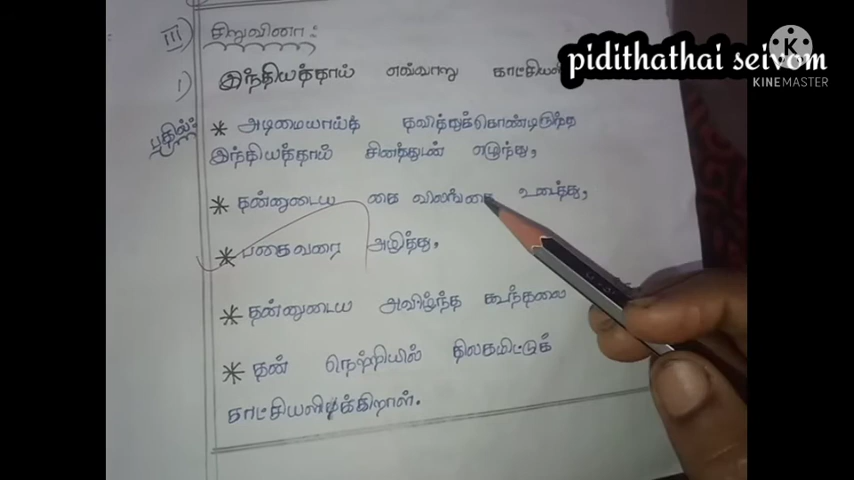 pidithathai seivom
KINEMASTER
III) சிறுவினா:
1) இந்தியத்தாய் எவ்வாறு
பதில்:
* அடிமையாய்த் தவித்துக்கொண்டிருந்த
இந்தியத்தாய் சினத்துடன் எழுந்து,
* தன்னுடைய கை விலங்கை உடைத்து,
* பகைவரை அழித்து,
* தன்னுடைய அவிழ்ந்த கூந்தலை
* தன் நெற்றியில் திலகமிட்டுக்
காட்சியளிக்கிறாள்.